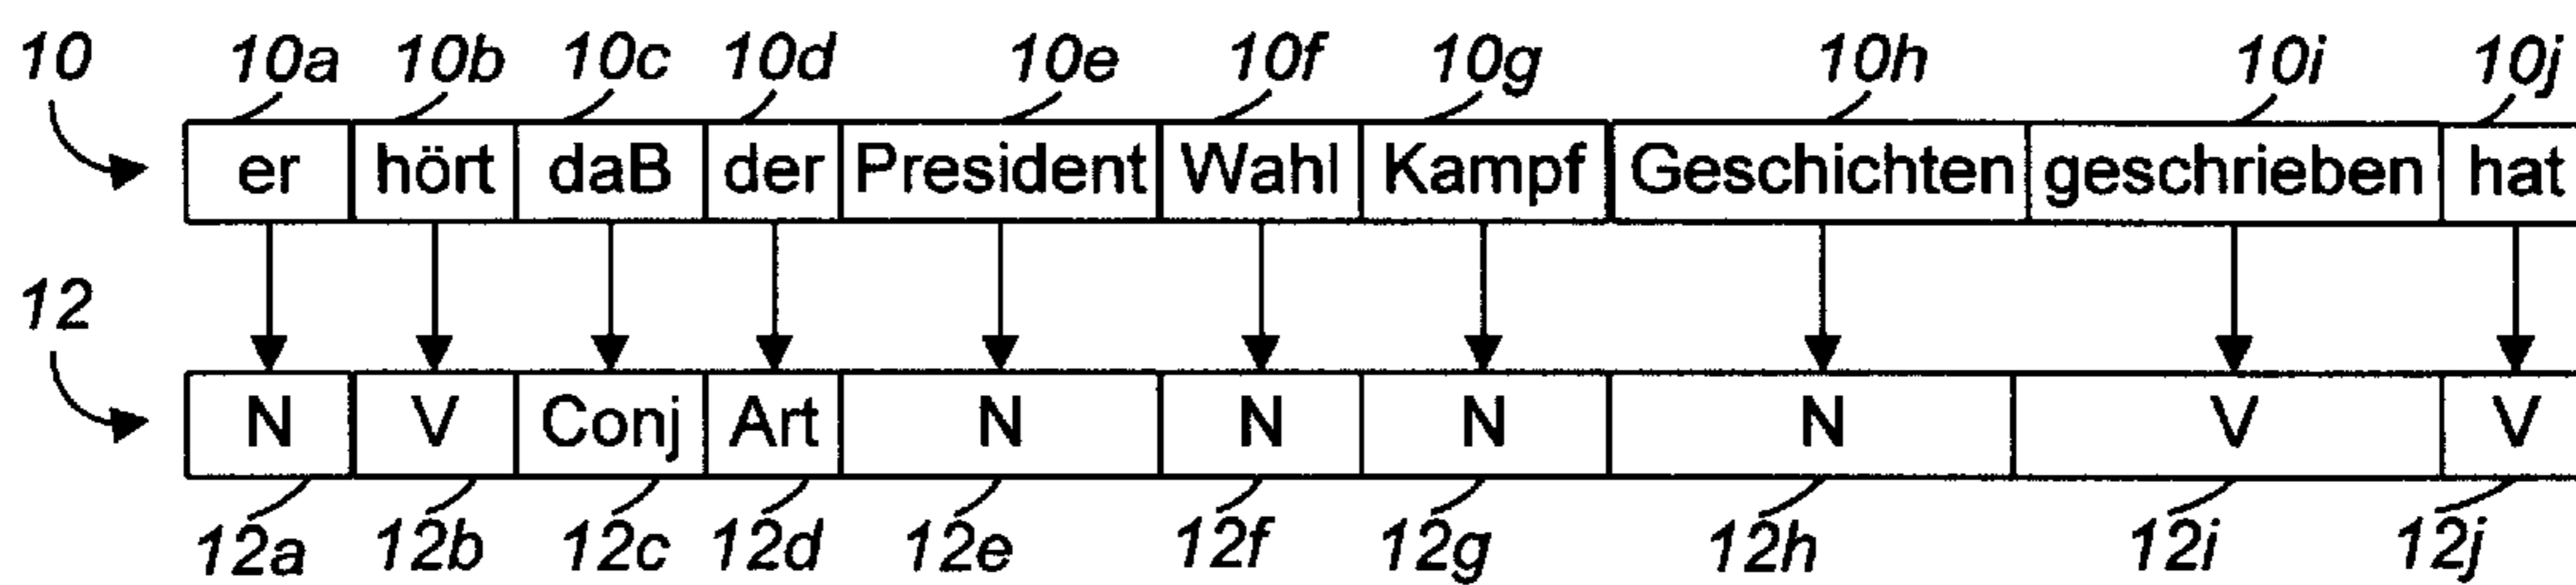 10 10a 10b 10c 10d 10e 10f 10g 10h 10i 10j
er hört daB der President Wahl Kampf Geschichten geschrieben hat
12
N V Conj Art N N N N V V
12a 12b 12c 12d 12e 12f 12g 12h 12i 12j